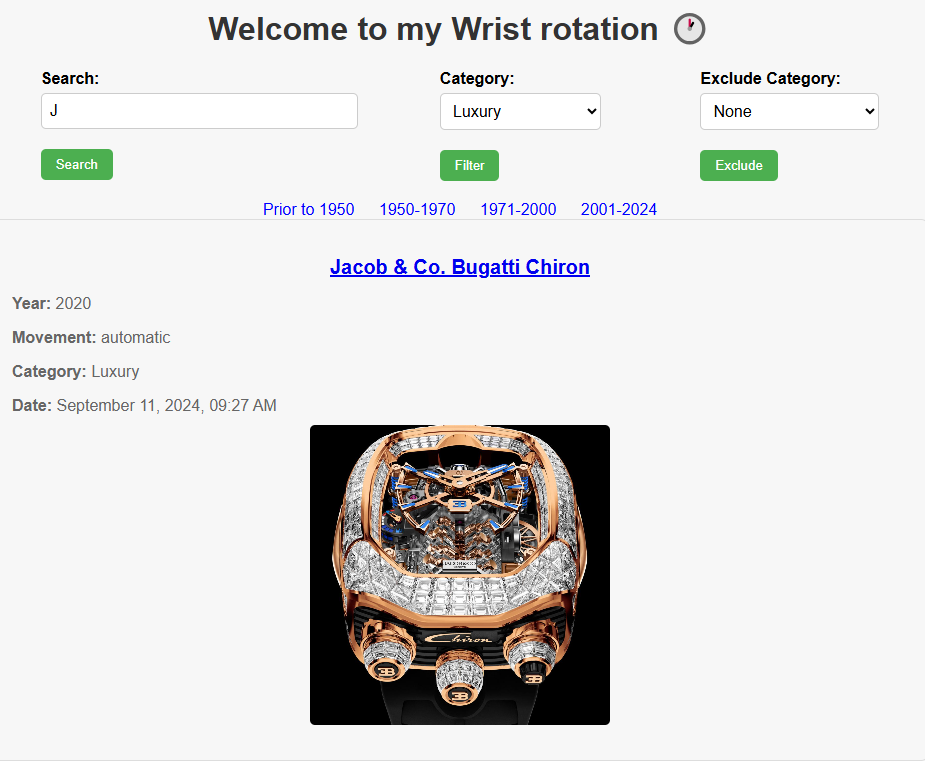 Welcome to my Wrist rotation
Search: Category: Exclude Category:
J Luxury None
Search Filter Exclude
Prior to 1950 1950-1970 1971-2000 2001-2024
Jacob & Co. Bugatti Chiron
Year: 2020
Movement: automatic
Category: Luxury
Date: September 11, 2024, 09:27 AM
JACOB&CO
Chiron